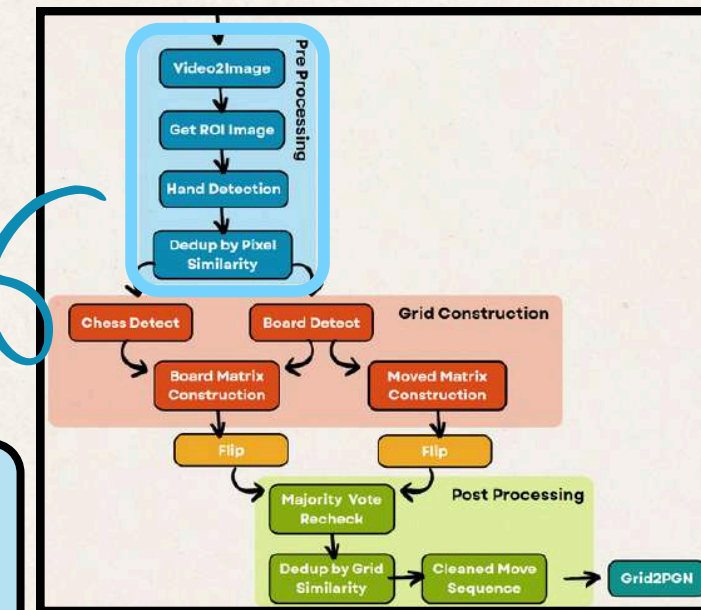 Pre Processing
Video2Image
Get ROI Image
Hand Detection
Dedup by Pixel
Similarity
Grid Construction
Chess Detect
Board Detect
Board Matrix
Construction
Moved Matrix
Construction
Flip
Flip
Post Processing
Majority Vote
Recheck
Dedup by Grid
Similarity
Cleaned Move
Sequence
Grid2PGN